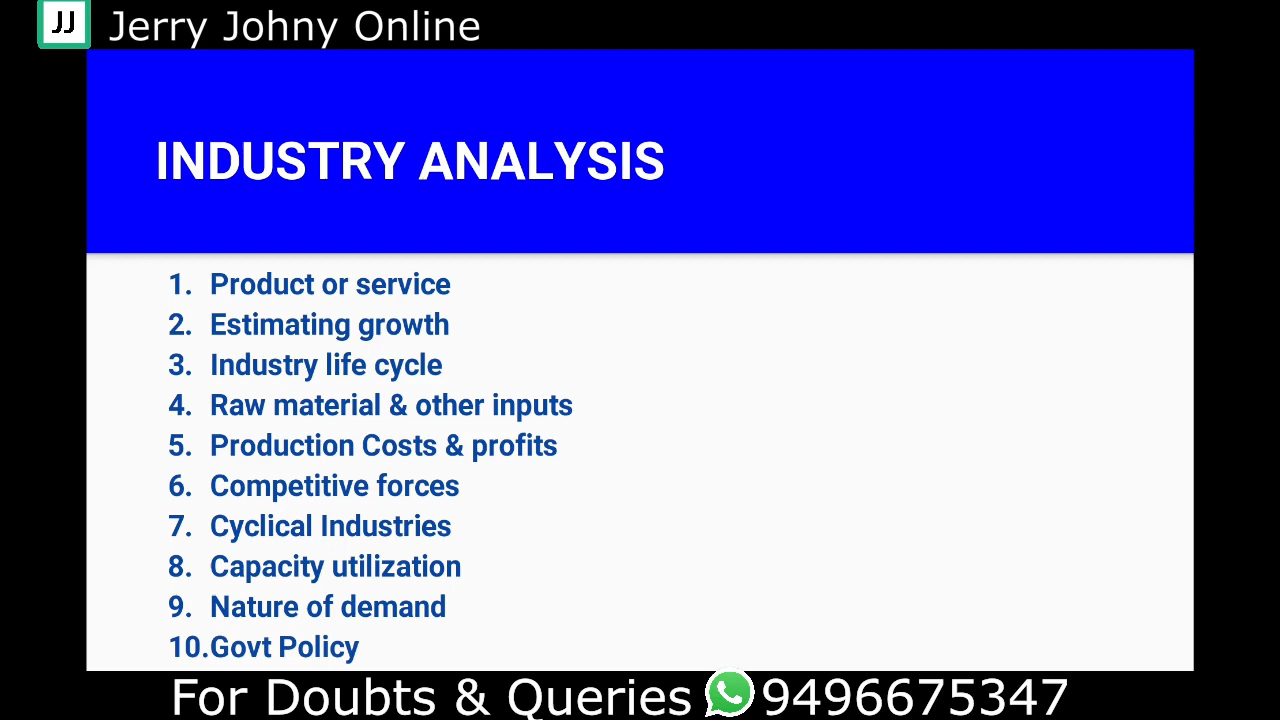 JJ Jerry Johny Online
INDUSTRY ANALYSIS
1. Product or service
2. Estimating growth
3. Industry life cycle
4. Raw material & other inputs
5. Production Costs & profits
6. Competitive forces
7. Cyclical Industries
8. Capacity utilization
9. Nature of demand
10.Govt Policy
For Doubts & Queries 9496675347